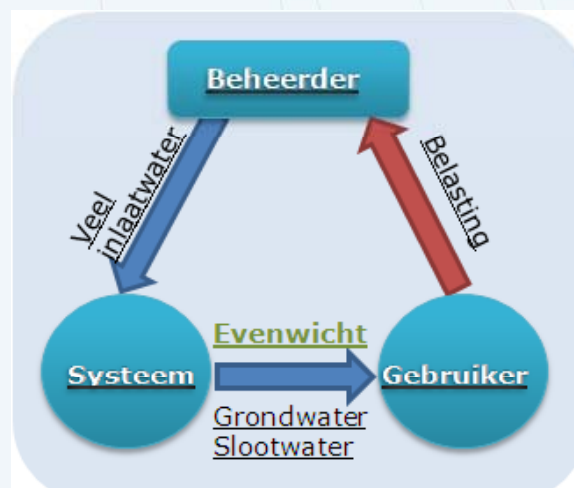 Beheerder
Veel
inlaatwater
Belasting
Evenwicht
Systeem
Gebruiker
Grondwater
Slootwater